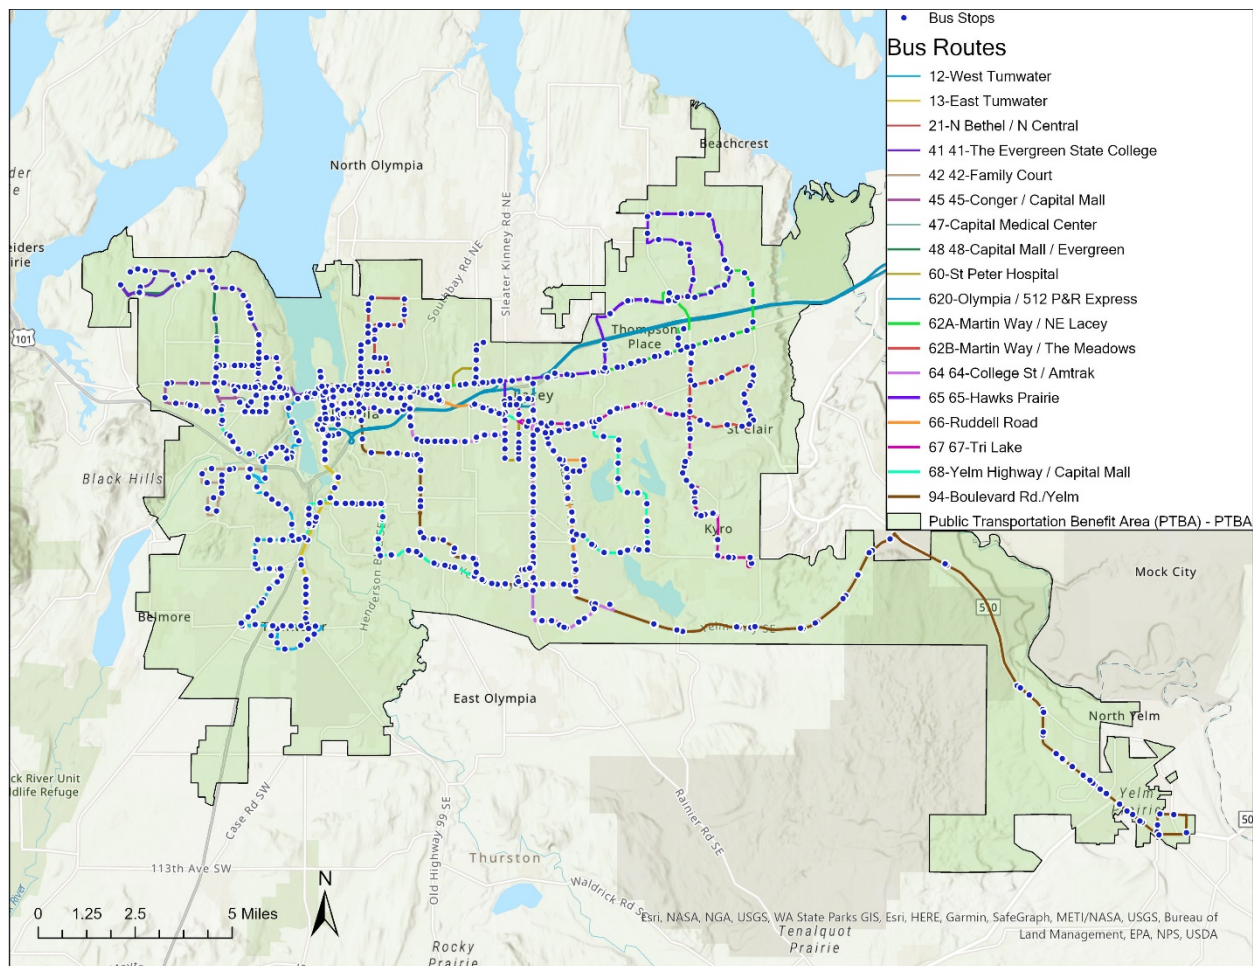 Bus Stops
Bus Routes
12-West Tumwater
13-East Tumwater
21-N Bethel / N Central
41 41-The Evergreen State College
42 42-Family Court
45 45-Conger / Capital Mall
47-Capital Medical Center
48 48-Capital Mall / Evergreen
60-St Peter Hospital
620-Olympia / 512 P&R Express
62A-Martin Way / NE Lacey
62B-Martin Way / The Meadows
64 64-College St / Amtrak
65 65-Hawks Prairie
66-Ruddell Road
67 67-Tri Lake
68-Yelm Highway / Capital Mall
94-Boulevard Rd./Yelm
Public Transportation Benefit Area (PTBA) - PTBA
Beachcrest
North Olympia
Southbay Rd NE
Sleater Kinney Rd NE
101
Thompson
Place
St Clair
Black Hills
Kyro
Mock City
510
Belmore
East Olympia
North Yelm
Yelm
50
Case Rd SW
Old Highway 99 SE
Rainier Rd SE
113th Ave SW
Thurston
Waldrick Rd
N
0 1.25 2.5 5 Miles
Esri, NASA, NGA, USGS, WA State Parks GIS, Esri, HERE, Garmin, SafeGraph, METI/NASA, USGS, Bureau of
Land Management, EPA, NPS, USDA
Tenalquot
Prairie
Rocky
Prairie